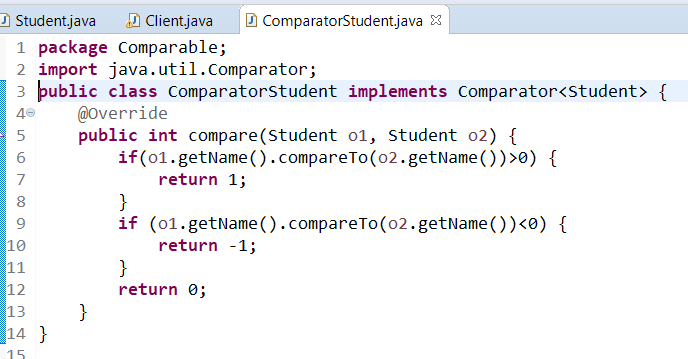 Student.java Client.java ComparatorStudent.java
1 package Comparable;
2 import java.util.Comparator;
3 public class ComparatorStudent implements Comparator<Student> {
4 @Override
5 public int compare(Student o1, Student o2) {
6 if(o1.getName().compareTo(o2.getName())>0) {
7 return 1;
8 }
9 if (o1.getName().compareTo(o2.getName())<0) {
10 return -1;
11 }
12 return 0;
13 }
14 }
15